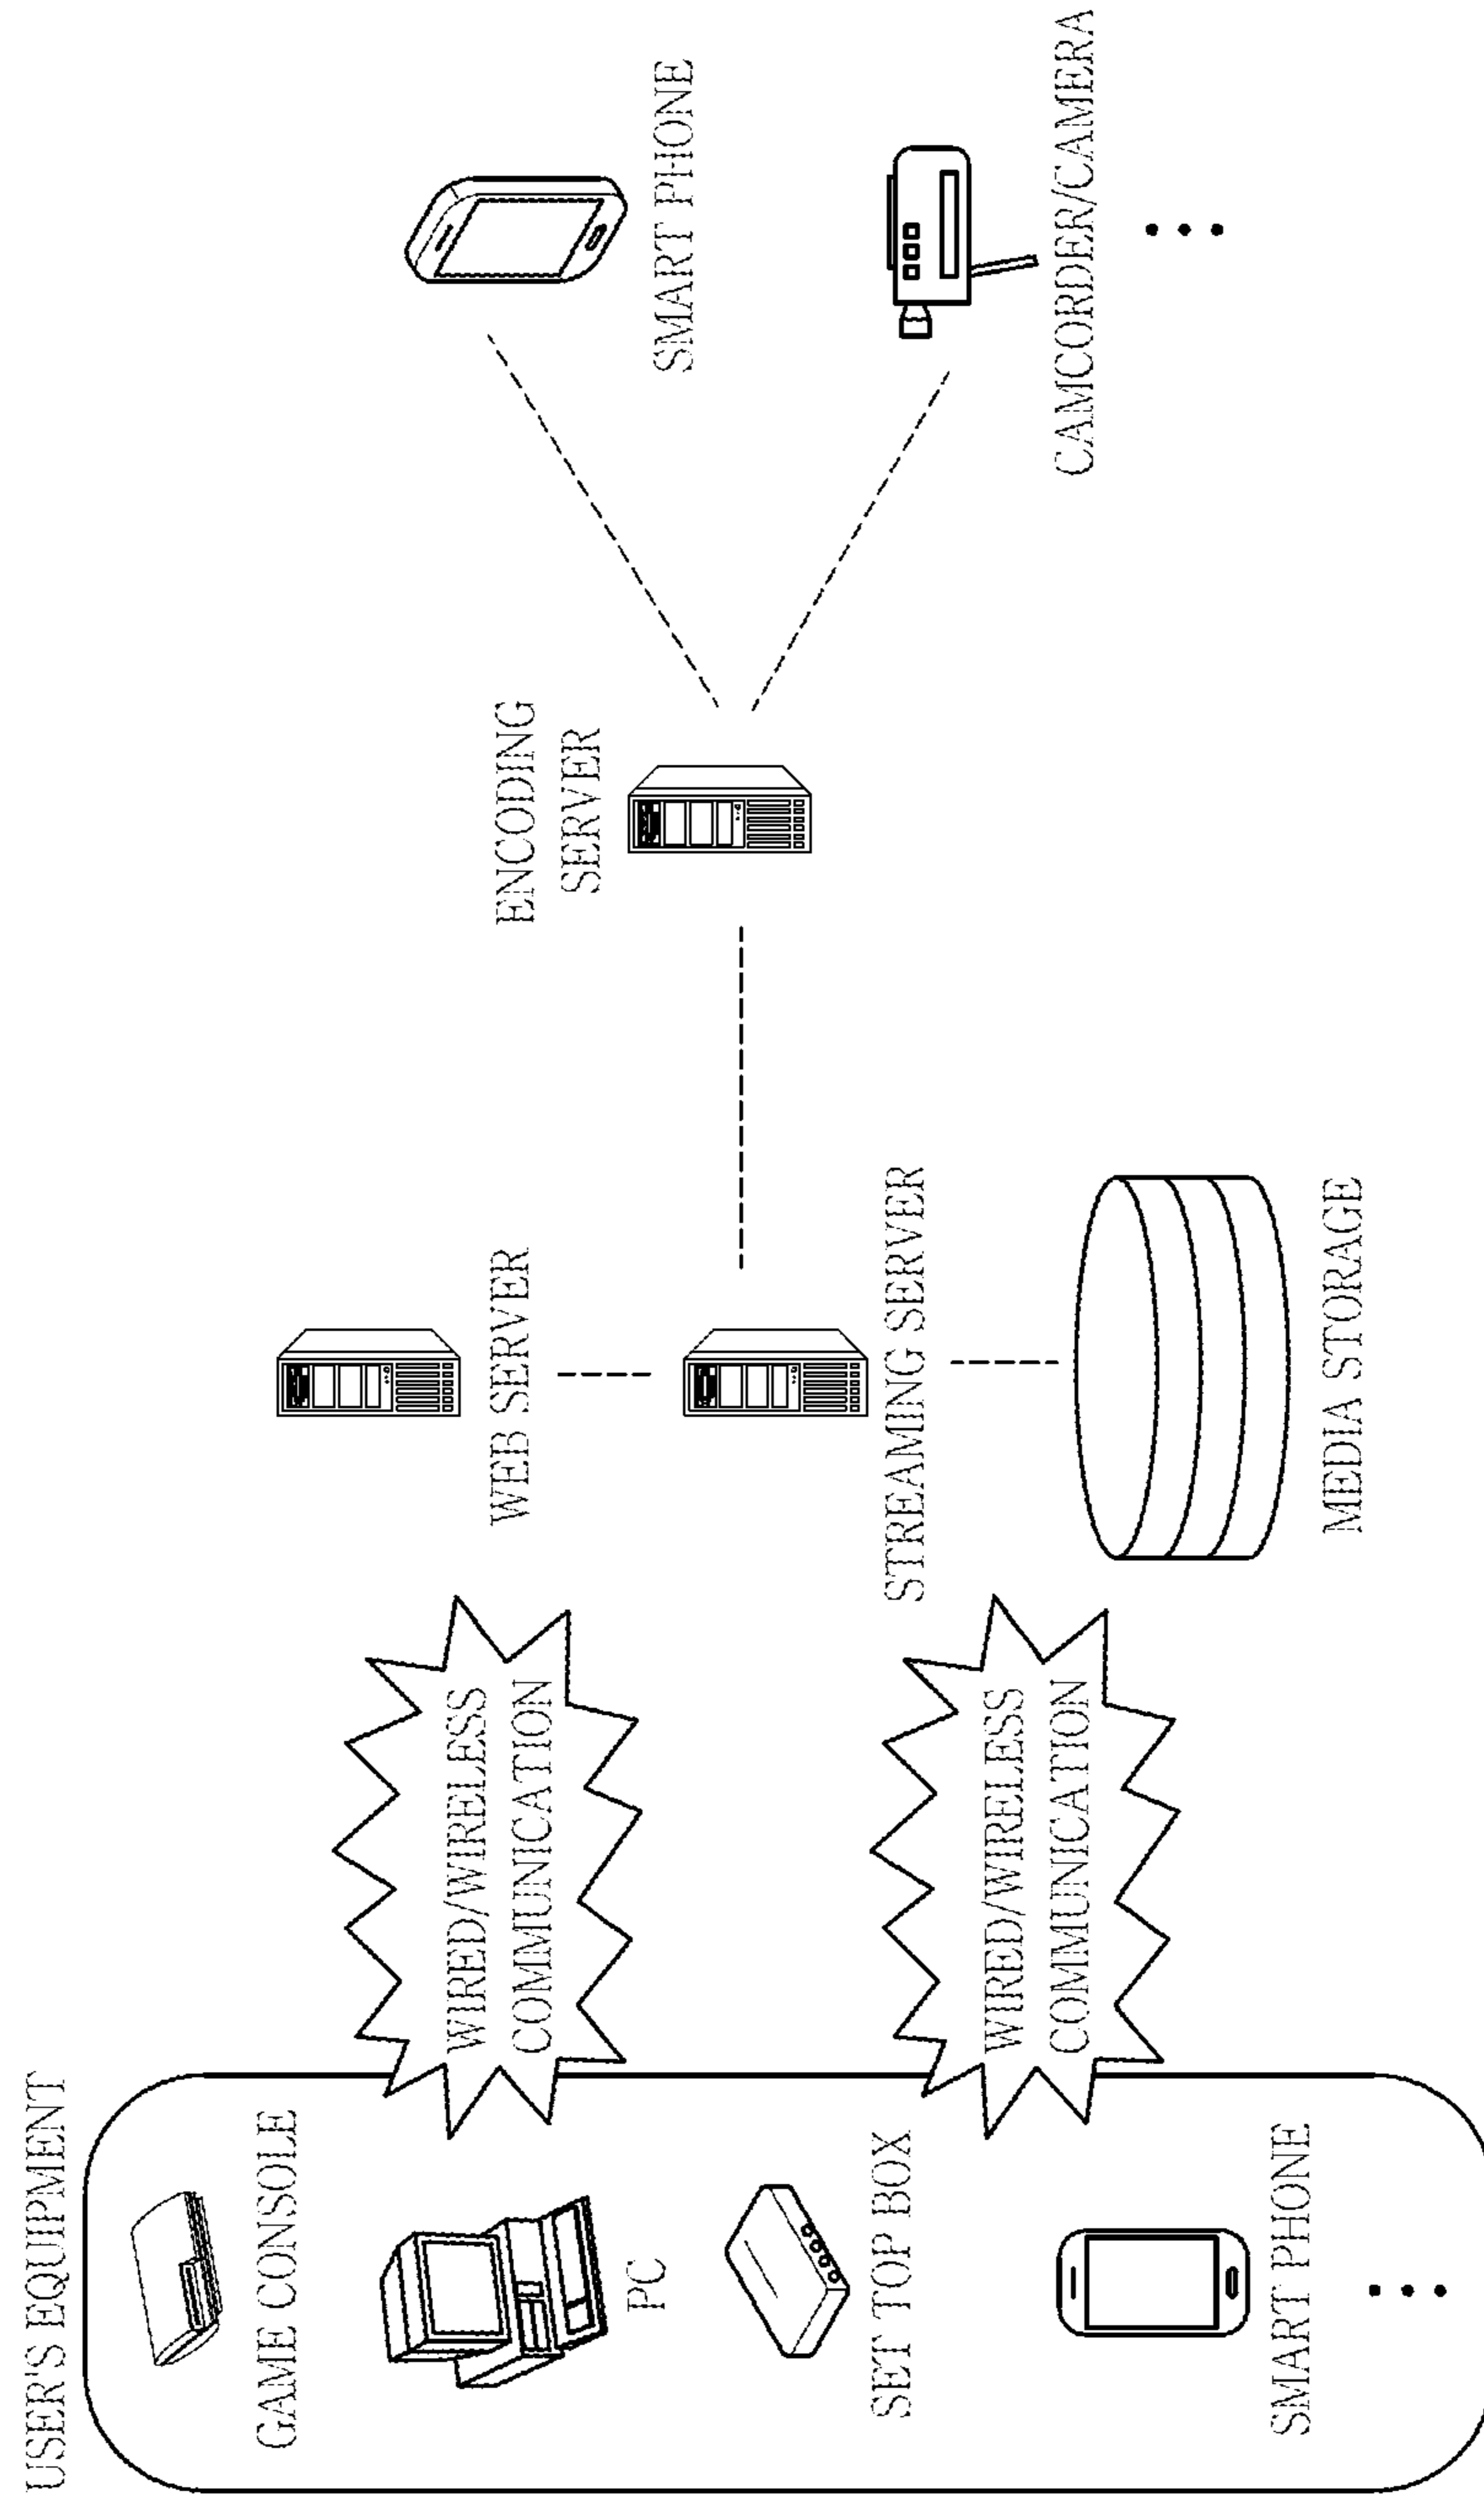 USER'S EQUIPMENT
GAME CONSOLE
PC
SET TOP BOX
SMART PHONE
WIRED/WIRELESS
COMMUNICATION
WIRED/WIRELESS
COMMUNICATION
WEB SERVER
STREAMING SERVER
MEDIA STORAGE
ENCODING
SERVER
SMART PHONE
CAMCORDER/CAMERA